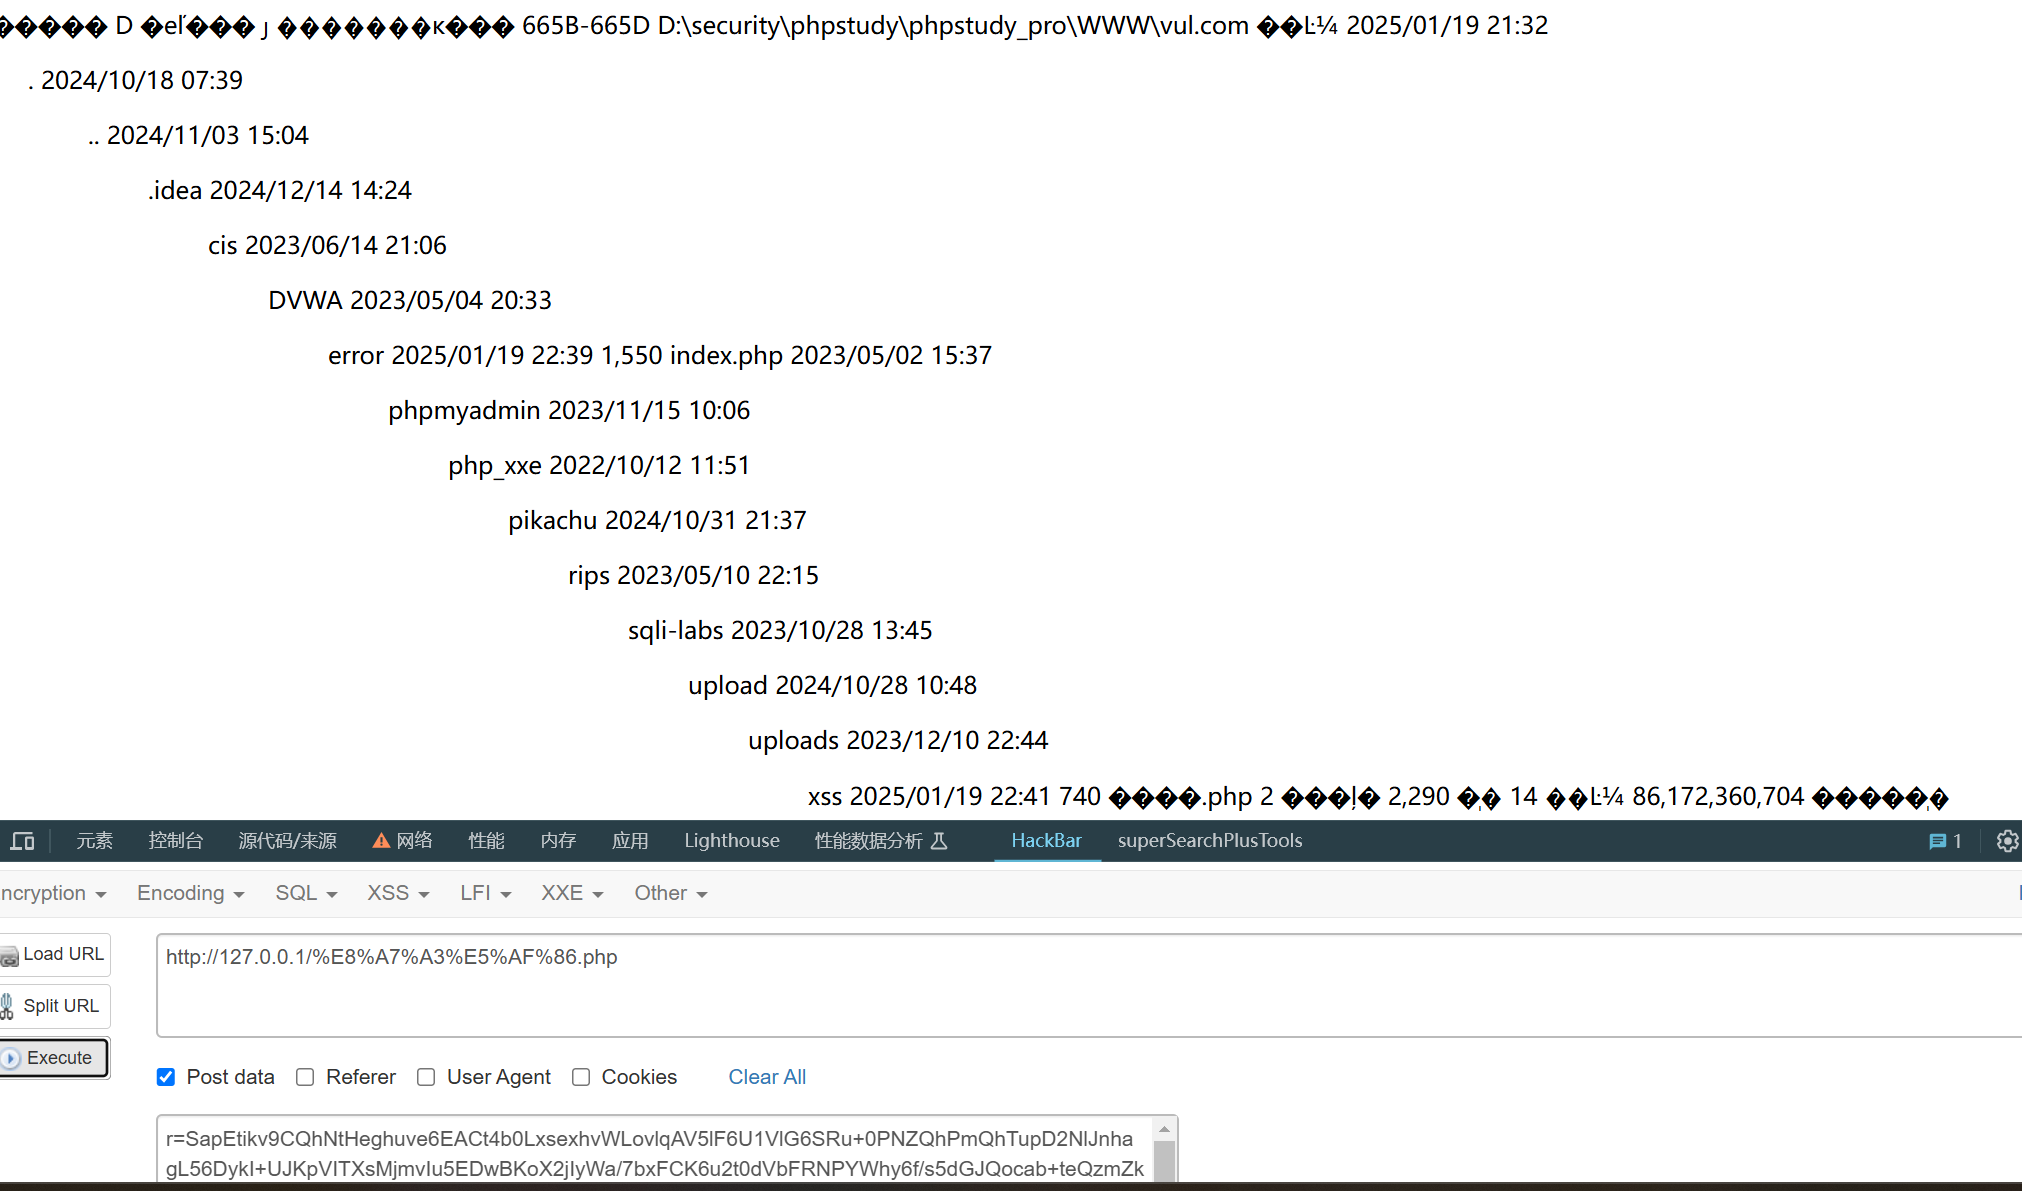 ����� D �eľ��� ȷ �������к��� 665B-665D D:\security\phpstudy\phpstudy_pro\WWW\vul.com ��Ŀ¼ 2025/01/19 21:32
. 2024/10/18 07:39
.. 2024/11/03 15:04
.idea 2024/12/14 14:24
cis 2023/06/14 21:06
DVWA 2023/05/04 20:33
error 2025/01/19 22:39 1,550 index.php 2023/05/02 15:37
phpmyadmin 2023/11/15 10:06
php_xxe 2022/10/12 11:51
pikachu 2024/10/31 21:37
rips 2023/05/10 22:15
sqli-labs 2023/10/28 13:45
upload 2024/10/28 10:48
uploads 2023/12/10 22:44
xss 2025/01/19 22:41 740 ����.php 2 ���ļ� 2,290 �ֽ� 14 ��Ŀ¼ 86,172,360,704 �����ֽ�
元素 控制台 源代码/来源 网络 性能 内存 应用 Lighthouse 性能数据分析 HackBar superSearchPlusTools 1
ncryption Encoding SQL XSS LFI XXE Other
Load URL
http://127.0.0.1/%E8%A7%A3%E5%AF%86.php
Split URL
Execute
Post data Referer User Agent Cookies Clear All
r=SapEtikv9CQhNtHeghuve6EACt4b0LxsexhvWLovlqAV5lF6U1VlG6SRu+0PNZQhPmQhTupD2NlJnha
gL56DykI+UJKpVITXsMjmvIu5EDwBKoX2jIyWa/7bxFCK6u2t0dVbFRNPYWhy6f/s5dGJQocab+teQzmZk